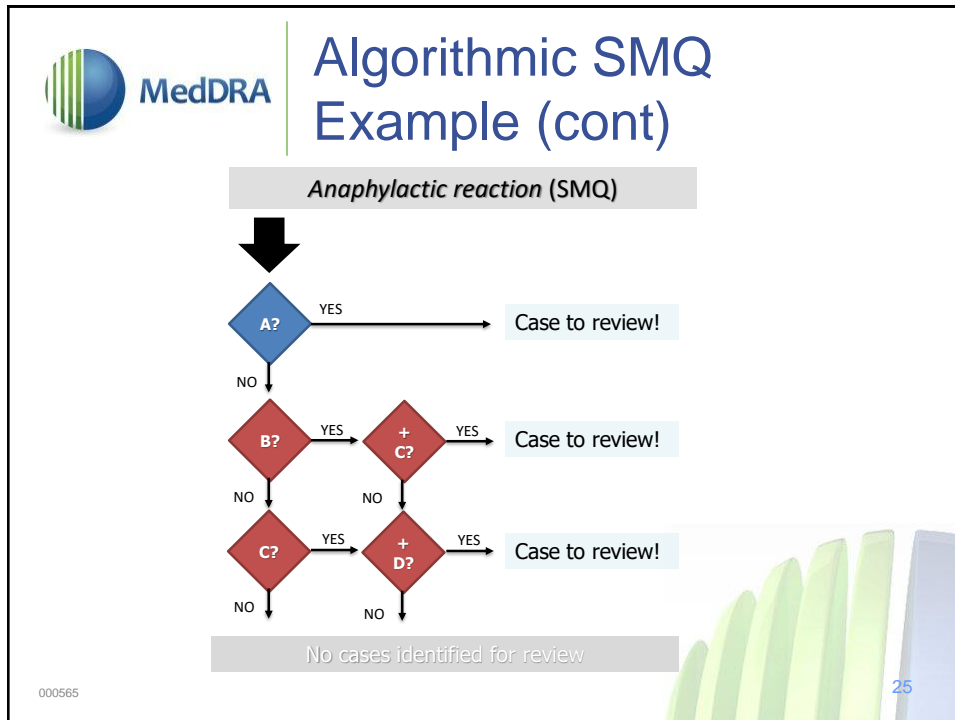 MedDRA
Algorithmic SMQ
Example (cont)
Anaphylactic reaction (SMQ)
A?
YES
Case to review!
NO
B?
YES
+
C?
YES
Case to review!
NO
NO
C?
YES
+
D?
YES
Case to review!
NO
NO
No cases identified for review
000565
25